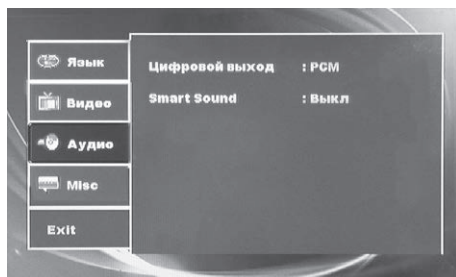 Язык
Видео
Аудио
Misc
Exit
Цифровой выход : PCM
Smart Sound : Выкл